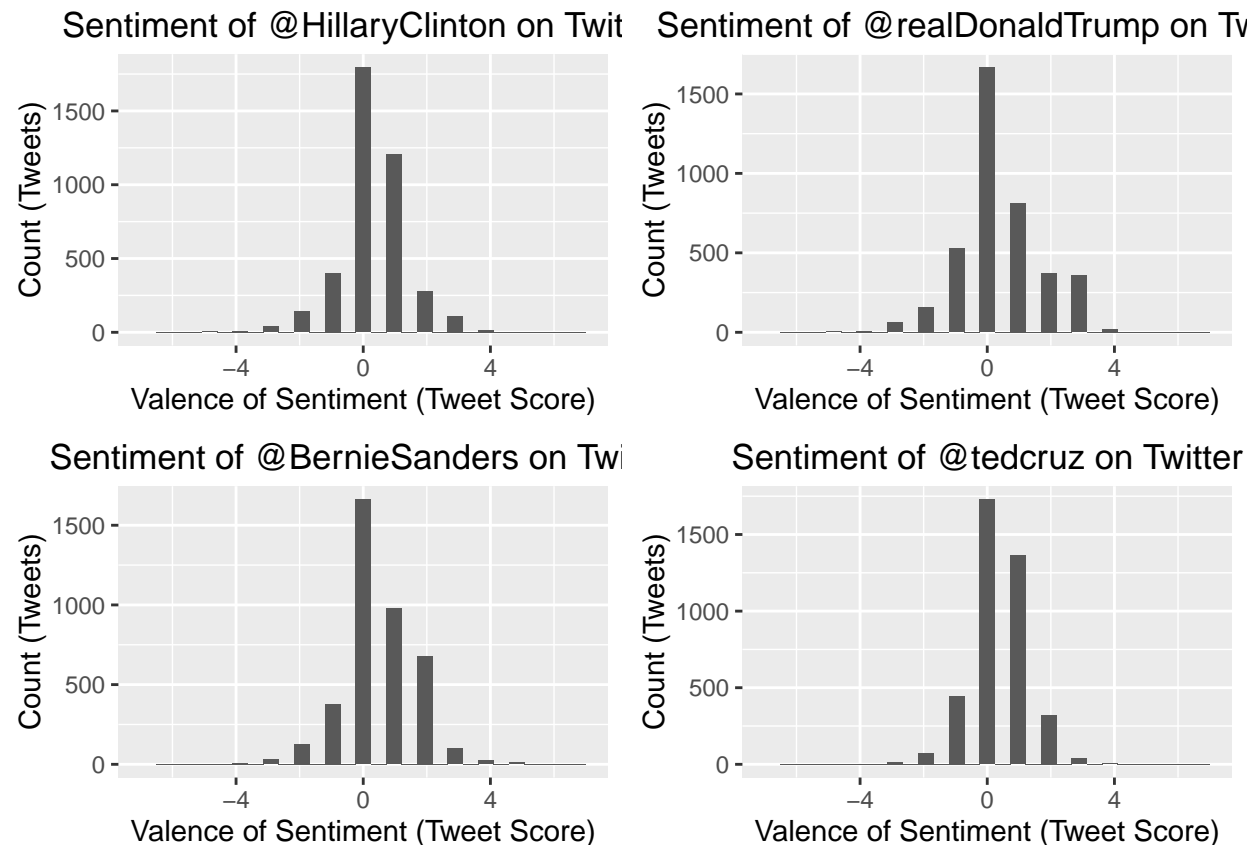 Sentiment of @HillaryClinton on Twit
1500
1000
500
0
Count (Tweets)
−4 0 4
Valence of Sentiment (Tweet Score)
Sentiment of @realDonaldTrump on Tw
1500
1000
500
0
Count (Tweets)
−4 0 4
Valence of Sentiment (Tweet Score)
Sentiment of @BernieSanders on Twi
1500
1000
500
0
Count (Tweets)
−4 0 4
Valence of Sentiment (Tweet Score)
Sentiment of @tedcruz on Twitter
1500
1000
500
0
Count (Tweets)
−4 0 4
Valence of Sentiment (Tweet Score)